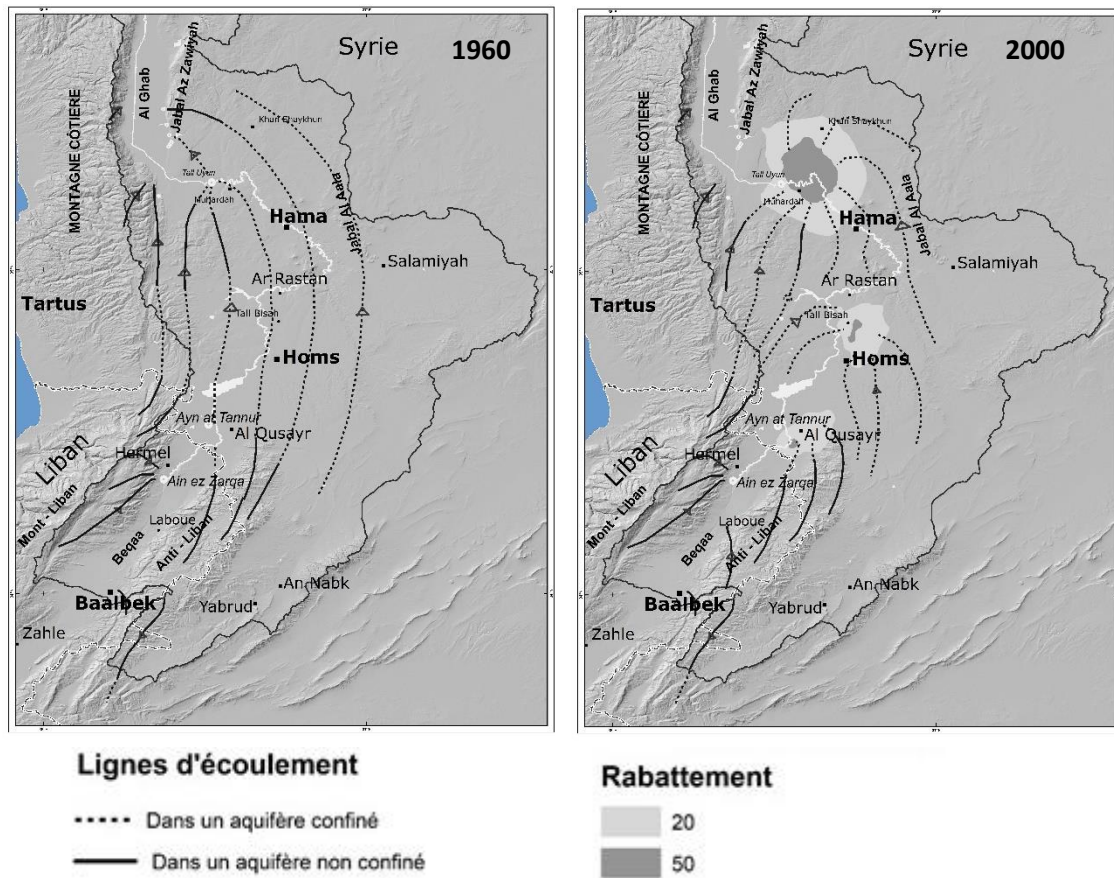 Syrie
1960
MONTAGNE CÔTIERE
Al Ghab
Jabal Az Zawiyah
Khun Shaykhun
Tall Uyun
Muhardah
Hama
Jabal Al Aala
Salamiyah
Ar Rastan
Tartus
Tall Bisah
Homs
Ayn at Tannur
Al Qusayr
Liban
Hermel
Mont - Liban
Ain ez Zarqa
Laboue
Beqaa
Anti - Liban
An Nabk
Baalbek
Yabrud
Zahle
Syrie
2000
MONTAGNE CÔTIERE
Al Ghab
Jabal Az Zawiyah
Khun Shaykhun
Tall Uyun
Muhardah
Hama
Jabal Al Aala
Salamiyah
Ar Rastan
Tartus
Tall Bisah
Homs
Ayn at Tannur
Al Qusayr
Liban
Hermel
Mont - Liban
Ain ez Zarqa
Laboue
Beqaa
Anti - Liban
An Nabk
Baalbek
Yabrud
Zahle
Lignes d'écoulement
Dans un aquifère confiné
Dans un aquifère non confiné
Rabattement
20
50